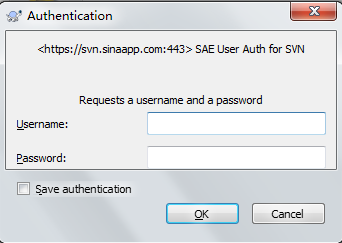 Authentication
<https://svn.sinaapp.com:443> SAE User Auth for SVN
Requests a username and a password
Username:
Password:
Save authentication
OK Cancel